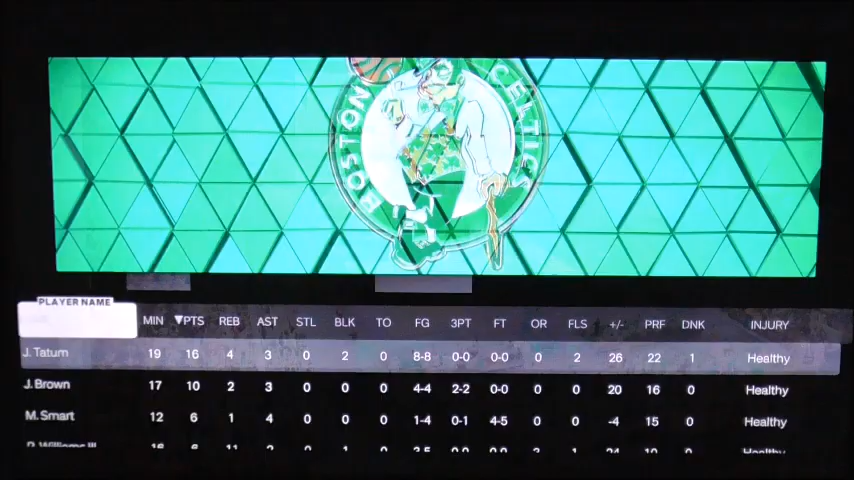 BOSTON CELTICS
PLAYER NAME
MIN ▼PTS REB AST STL BLK TO FG 3PT FT OR FLS +/- PRF DNK INJURY
J. Tatum 19 16 4 3 0 2 0 8-8 0-0 0-0 0 2 26 22 1 Healthy
J. Brown 17 10 2 3 0 0 0 4-4 2-2 0-0 0 0 20 16 0 Healthy
M. Smart 12 6 1 4 0 0 0 1-4 0-1 4-5 0 0 -4 15 0 Healthy